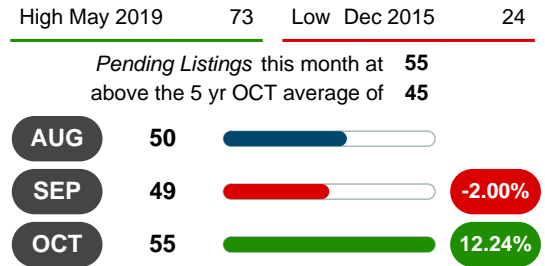 High May 2019 73 Low Dec 2015 24
Pending Listings this month at 55
above the 5 yr OCT average of 45
AUG 50
SEP 49 -2.00%
OCT 55 12.24%